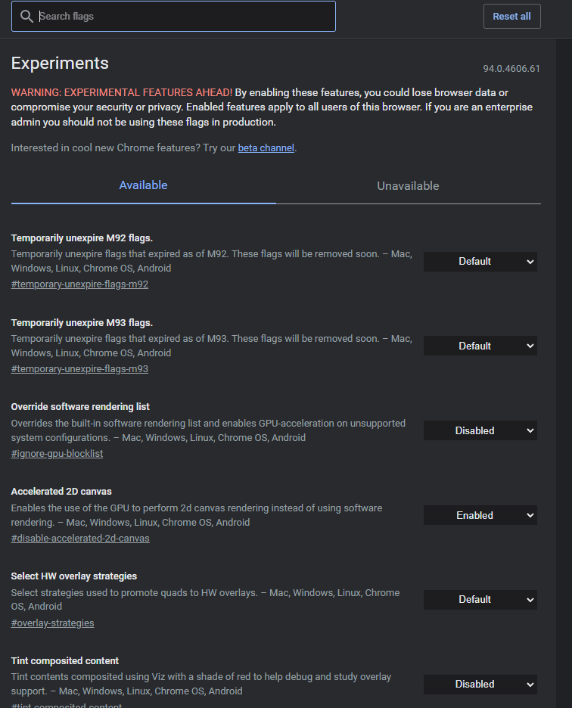 Search flags
Reset all
Experiments
94.0.4606.61
WARNING: EXPERIMENTAL FEATURES AHEAD! By enabling these features, you could lose browser data or
compromise your security or privacy. Enabled features apply to all users of this browser. If you are an enterprise
admin you should not be using these flags in production.
Interested in cool new Chrome features? Try our beta channel.
Available
Unavailable
Temporarily unexpire M92 flags.
Temporarily unexpire flags that expired as of M92. These flags will be removed soon. – Mac,
Windows, Linux, Chrome OS, Android
#temporary-unexpire-flags-m92
Default
Temporarily unexpire M93 flags.
Temporarily unexpire flags that expired as of M93. These flags will be removed soon. – Mac,
Windows, Linux, Chrome OS, Android
#temporary-unexpire-flags-m93
Default
Override software rendering list
Overrides the built-in software rendering list and enables GPU-acceleration on unsupported
system configurations. – Mac, Windows, Linux, Chrome OS, Android
#ignore-gpu-blocklist
Disabled
Accelerated 2D canvas
Enables the use of the GPU to perform 2d canvas rendering instead of using software
rendering. – Mac, Windows, Linux, Chrome OS, Android
#disable-accelerated-2d-canvas
Enabled
Select HW overlay strategies
Select strategies used to promote quads to HW overlays. – Mac, Windows, Linux, Chrome
OS, Android
#overlay-strategies
Default
Tint composited content
Tint contents composited using Viz with a shade of red to help debug and study overlay
support. – Mac, Windows, Linux, Chrome OS, Android
#tint-composited-content
Disabled